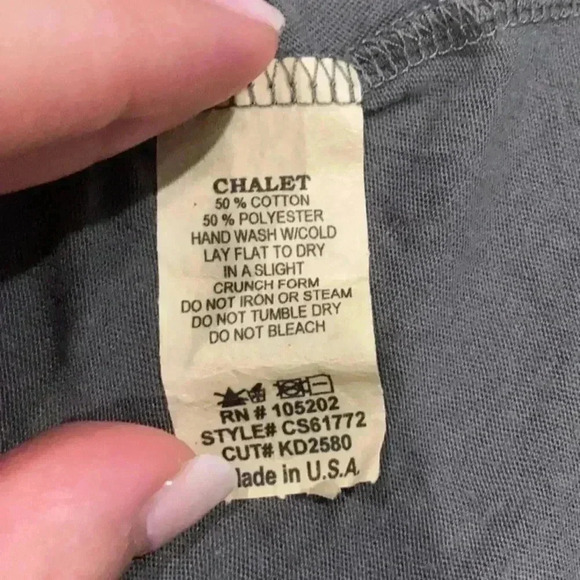 CHALET
50 % COTTON
50 % POLYESTER
HAND WASH W/COLD
LAY FLAT TO DRY
IN A SLIGHT
CRUNCH FORM
DO NOT IRON OR STEAM
DO NOT TUMBLE DRY
DO NOT BLEACH
RN # 105202
STYLE# CS61772
CUT# KD2580
ade in U.S.A